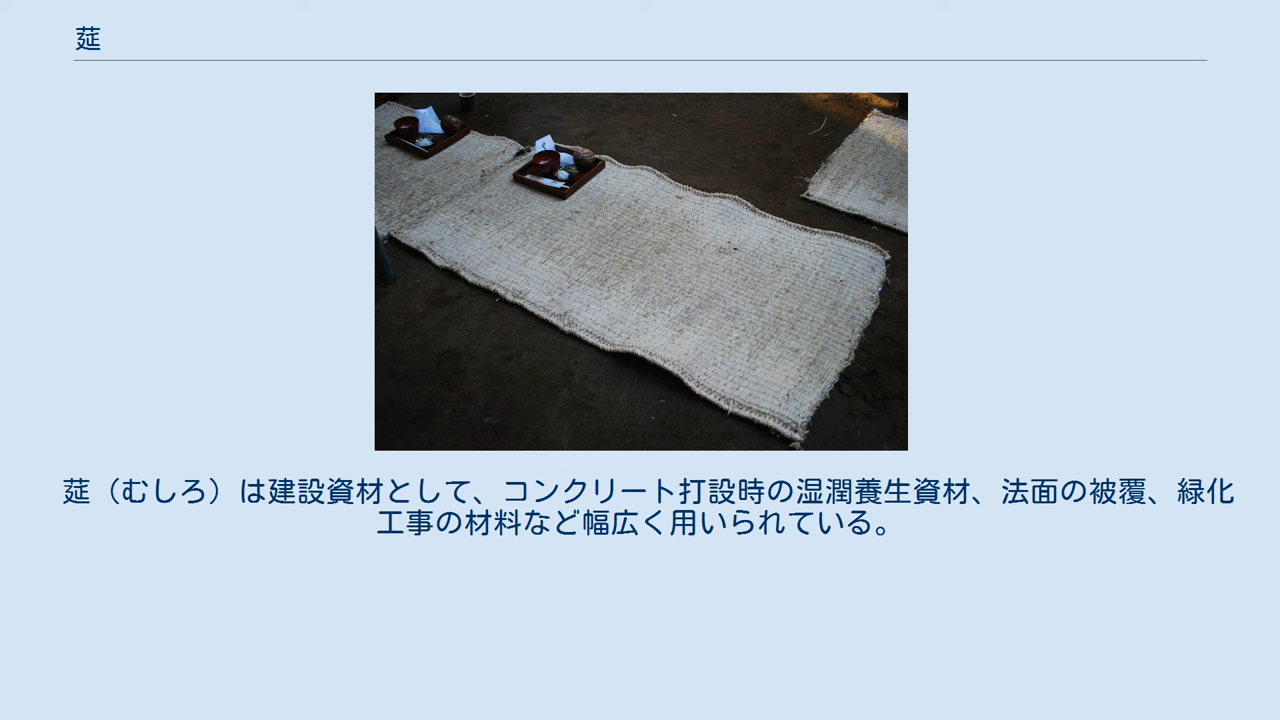 莚
莚（むしろ）は建設資材として、コンクリート打設時の湿潤養生資材、法面の被覆、緑化
工事の材料など幅広く用いられている。